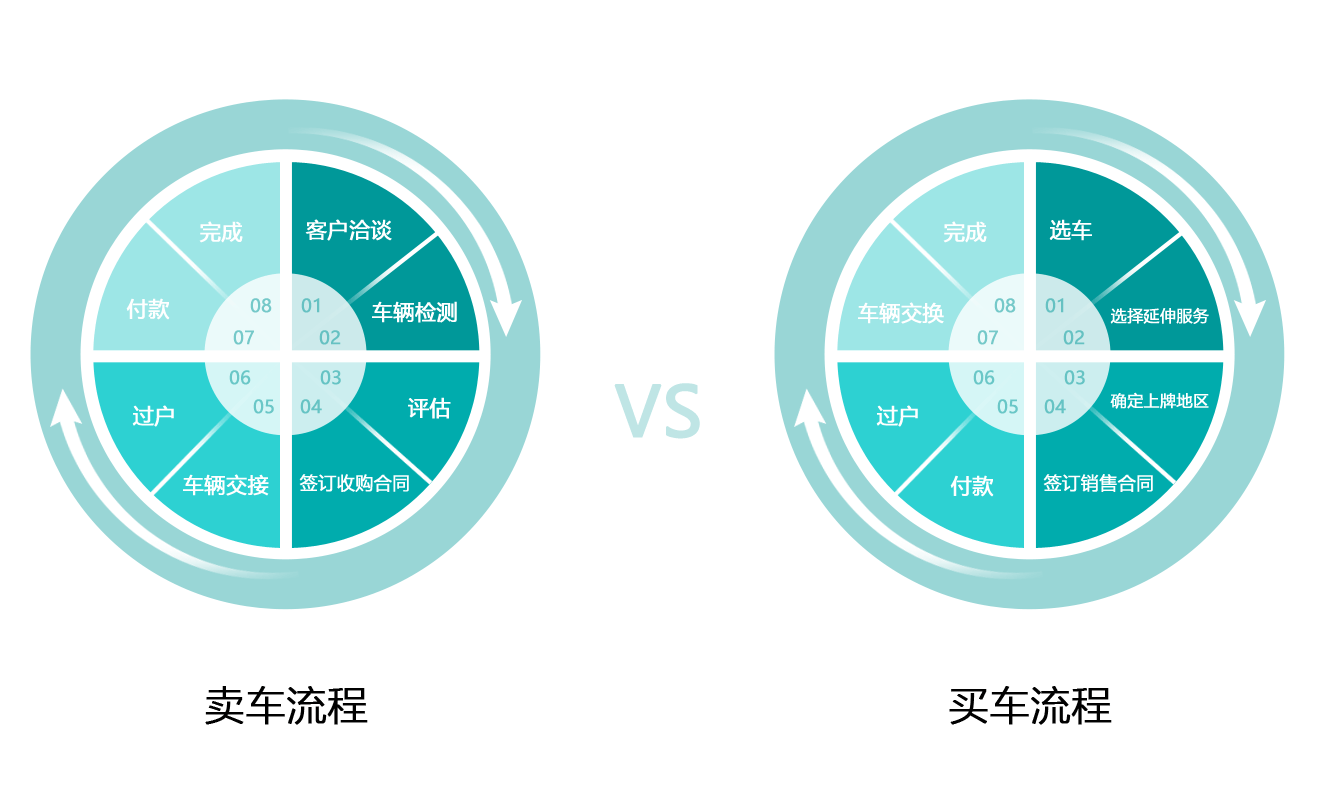 完成
客户洽谈
付款
08
01
车辆检测
07
02
06
03
过户
05
04
评估
车辆交接
签订收购合同
卖车流程
VS
完成
选车
车辆交换
08
01
选择延伸服务
07
02
06
03
过户
05
04
确定上牌地区
付款
签订销售合同
买车流程